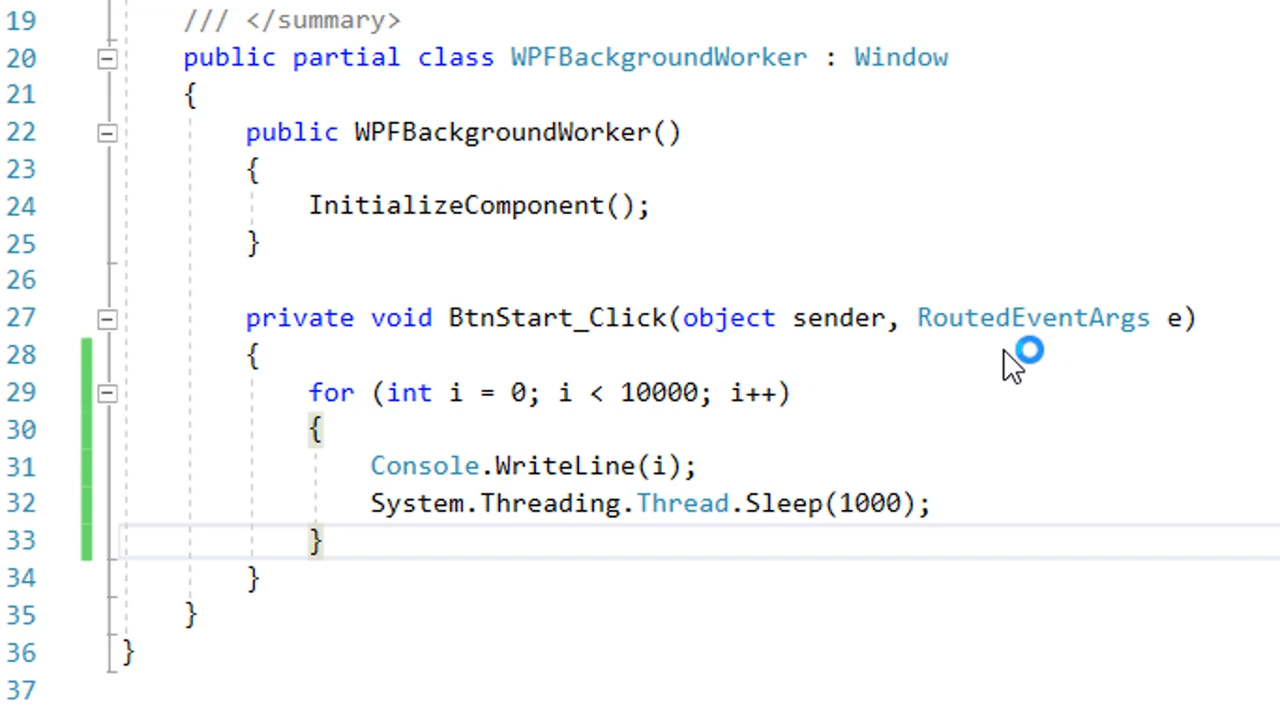 19 /// </summary>
20 public partial class WPFBackgroundWorker : Window
21 {
22 public WPFBackgroundWorker()
23 {
24 InitializeComponent();
25 }
26
27 private void BtnStart_Click(object sender, RoutedEventArgs e)
28 {
29 for (int i = 0; i < 10000; i++)
30 {
31 Console.WriteLine(i);
32 System.Threading.Thread.Sleep(1000);
33 }
34 }
35 }
36 }
37